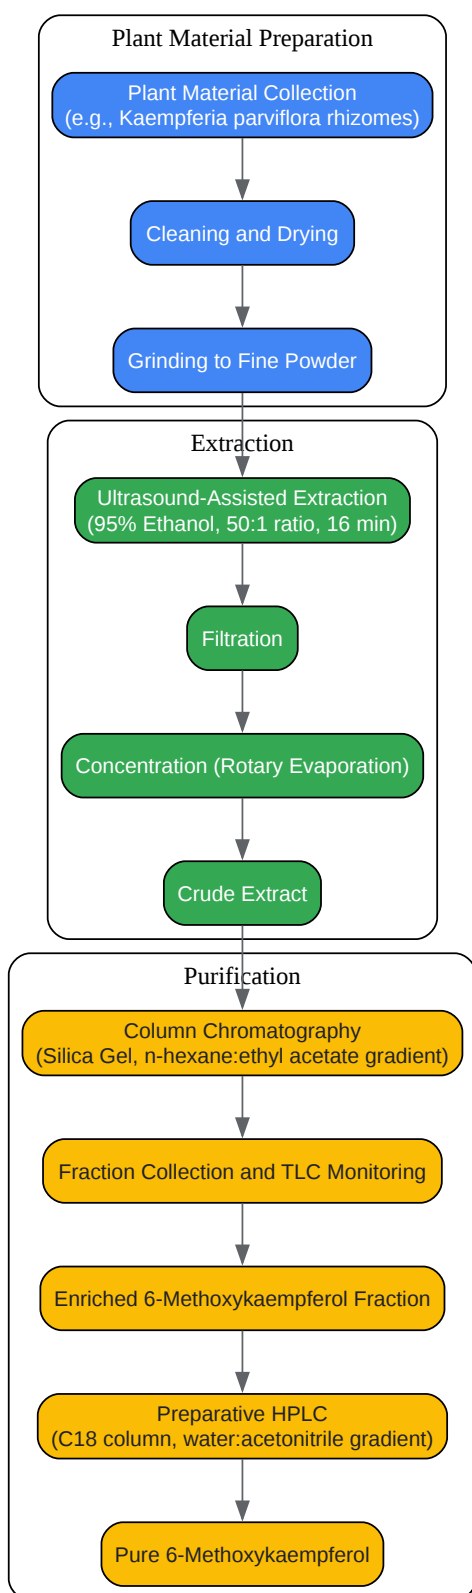 Plant Material Preparation
Plant Material Collection
(e.g., Kaempferia parviflora rhizomes)
Cleaning and Drying
Grinding to Fine Powder
Extraction
Ultrasound-Assisted Extraction
(95% Ethanol, 50:1 ratio, 16 min)
Filtration
Concentration (Rotary Evaporation)
Crude Extract
Purification
Column Chromatography
(Silica Gel, n-hexane:ethyl acetate gradient)
Fraction Collection and TLC Monitoring
Enriched 6-Methoxykaempferol Fraction
Preparative HPLC
(C18 column, water:acetonitrile gradient)
Pure 6-Methoxykaempferol